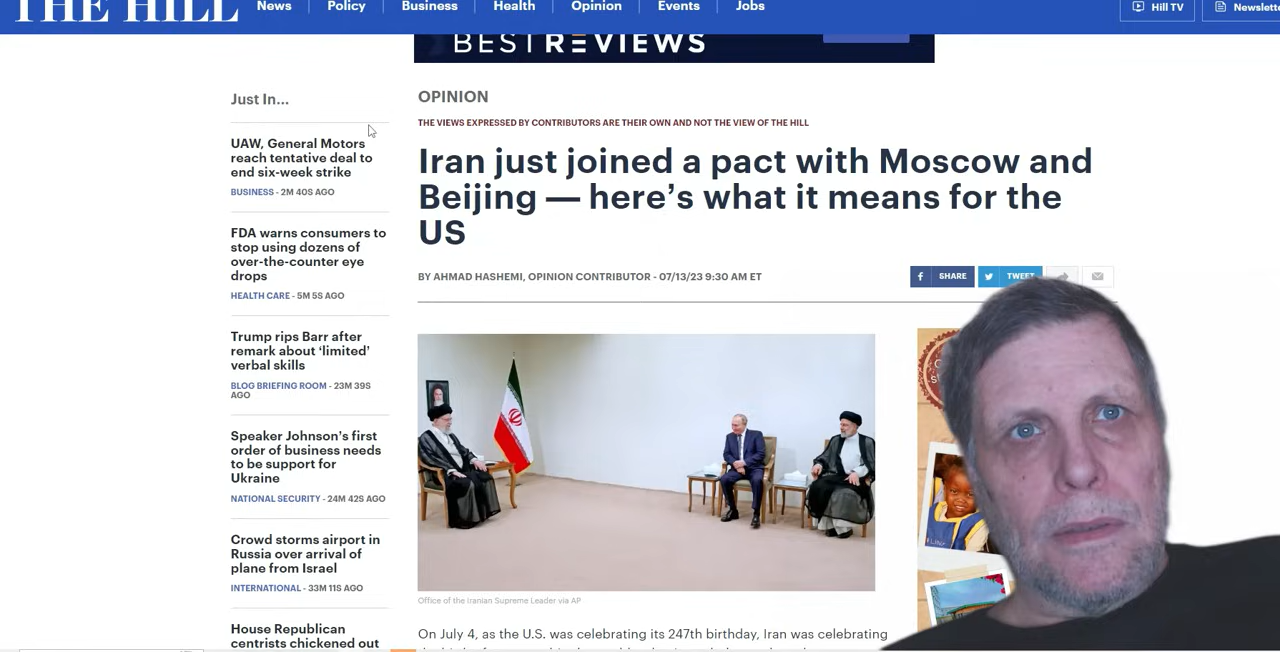 THE HILL
News
Policy
Business
Health
Opinion
Events
Jobs
Hill TV
BESTREVIEWS
Just In...
UAW, General Motors
reach tentative deal to
end six-week strike
BUSINESS - 2M 40S AGO
FDA warns consumers to
stop using dozens of
over-the-counter eye
drops
HEALTH CARE - 5M 5S AGO
Trump rips Barr after
remark about ‘limited’
verbal skills
BLOG BRIEFING ROOM - 23M 39S
AGO
Speaker Johnson’s first
order of business needs
to be support for
Ukraine
NATIONAL SECURITY - 24M 42S AGO
Crowd storms airport in
Russia over arrival of
plane from Israel
INTERNATIONAL - 33M 11S AGO
House Republican
centrists chickened out
OPINION
THE VIEWS EXPRESSED BY CONTRIBUTORS ARE THEIR OWN AND NOT THE VIEW OF THE HILL
Iran just joined a pact with Moscow and
Beijing — here’s what it means for the
US
BY AHMAD HASHEMI, OPINION CONTRIBUTOR - 07/13/23 9:30 AM ET
SHARE
TWEET
Office of the Iranian Supreme Leader via AP
On July 4, as the U.S. was celebrating its 247th birthday, Iran was celebrating